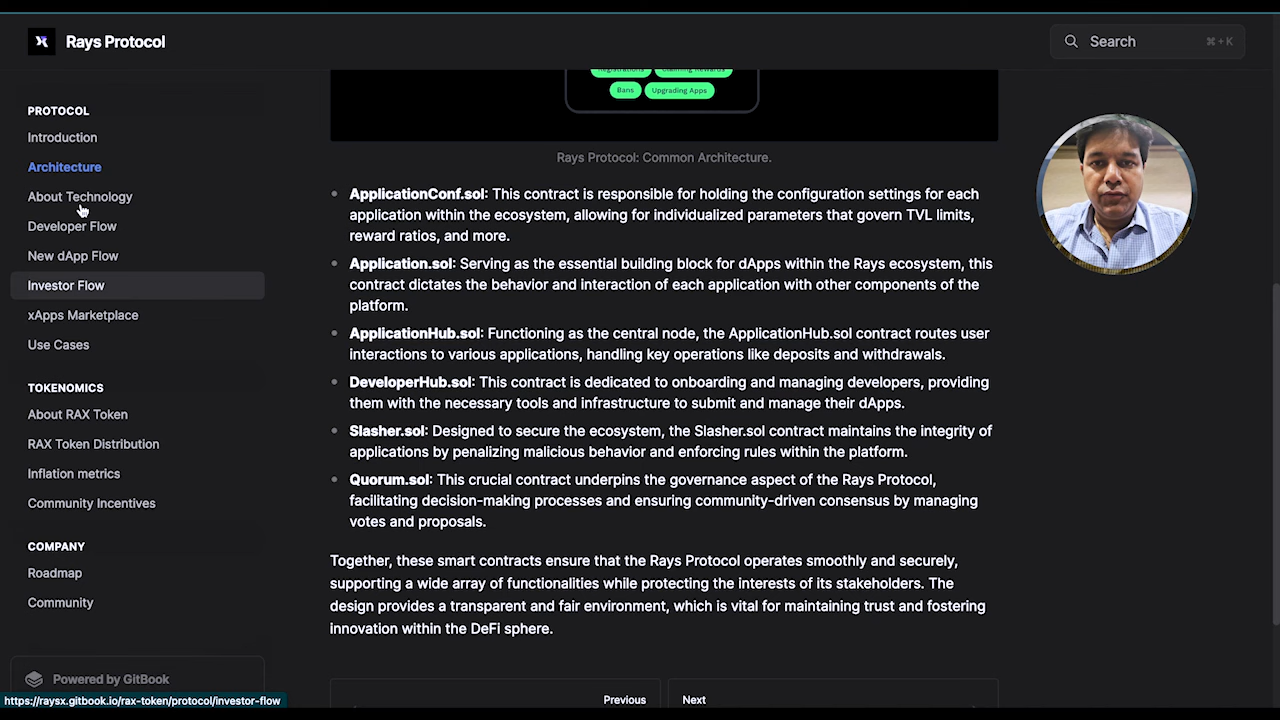 Rays Protocol
Search
⌘+K
PROTOCOL
Introduction
Architecture
About Technology
Developer Flow
New dApp Flow
Investor Flow
xApps Marketplace
Use Cases
TOKENOMICS
About RAX Token
RAX Token Distribution
Inflation metrics
Community Incentives
COMPANY
Roadmap
Community
Powered by GitBook
https://raysx.gitbook.io/rax-token/protocol/investor-flow
Registrations Claiming Rewards
Bans Upgrading Apps
Rays Protocol: Common Architecture.
ApplicationConf.sol: This contract is responsible for holding the configuration settings for each
application within the ecosystem, allowing for individualized parameters that govern TVL limits,
reward ratios, and more.
Application.sol: Serving as the essential building block for dApps within the Rays ecosystem, this
contract dictates the behavior and interaction of each application with other components of the
platform.
ApplicationHub.sol: Functioning as the central node, the ApplicationHub.sol contract routes user
interactions to various applications, handling key operations like deposits and withdrawals.
DeveloperHub.sol: This contract is dedicated to onboarding and managing developers, providing
them with the necessary tools and infrastructure to submit and manage their dApps.
Slasher.sol: Designed to secure the ecosystem, the Slasher.sol contract maintains the integrity of
applications by penalizing malicious behavior and enforcing rules within the platform.
Quorum.sol: This crucial contract underpins the governance aspect of the Rays Protocol,
facilitating decision-making processes and ensuring community-driven consensus by managing
votes and proposals.
Together, these smart contracts ensure that the Rays Protocol operates smoothly and securely,
supporting a wide array of functionalities while protecting the interests of its stakeholders. The
design provides a transparent and fair environment, which is vital for maintaining trust and fostering
innovation within the DeFi sphere.
Previous
Next